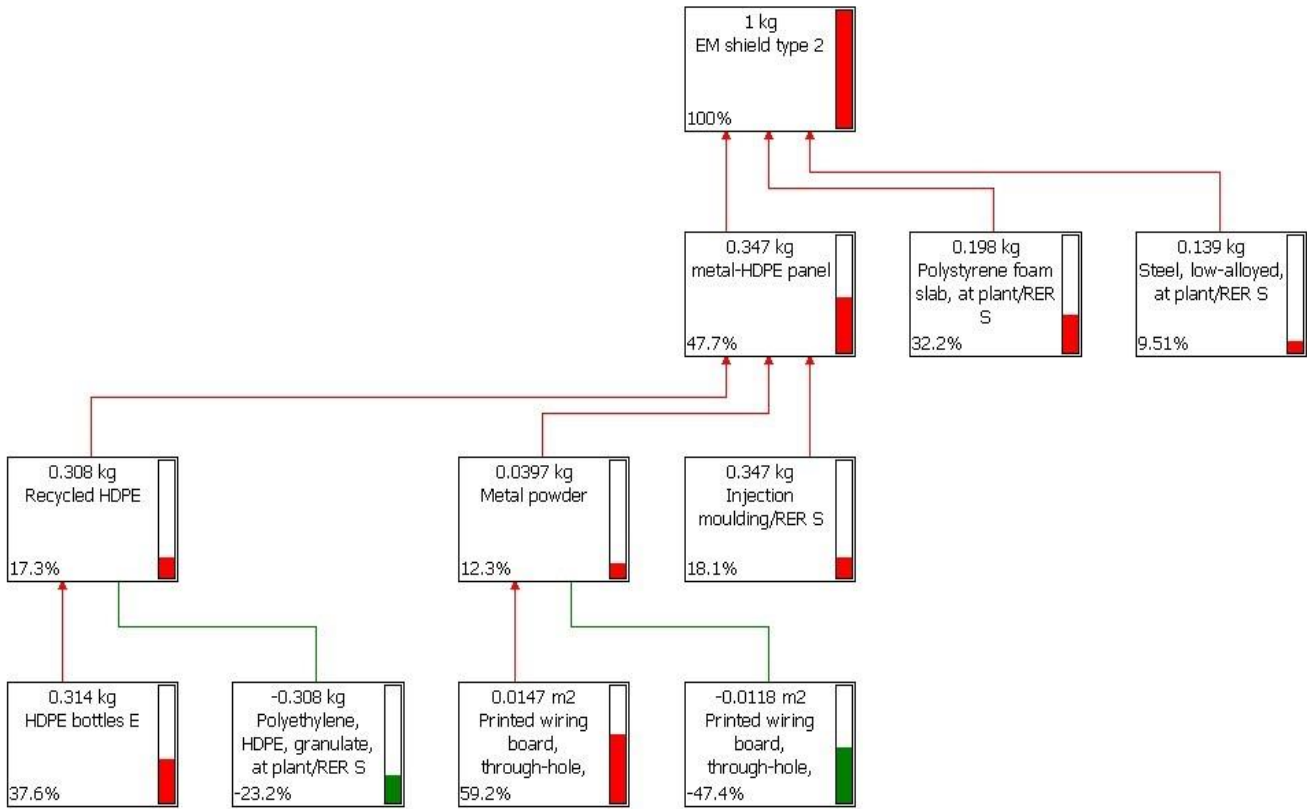 1 kg
EM shield type 2
100%
0.347 kg
metal-HDPE panel
47.7%
0.198 kg
Polystyrene foam
slab, at plant/RER
S
32.2%
0.139 kg
Steel, low-alloyed,
at plant/RER S
9.51%
0.308 kg
Recycled HDPE
17.3%
0.0397 kg
Metal powder
12.3%
0.347 kg
Injection
moulding/RER S
18.1%
0.314 kg
HDPE bottles E
37.6%
-0.308 kg
Polyethylene,
HDPE, granulate,
at plant/RER S
-23.2%
0.0147 m2
Printed wiring
board,
through-hole,
59.2%
-0.0118 m2
Printed wiring
board,
through-hole,
-47.4%